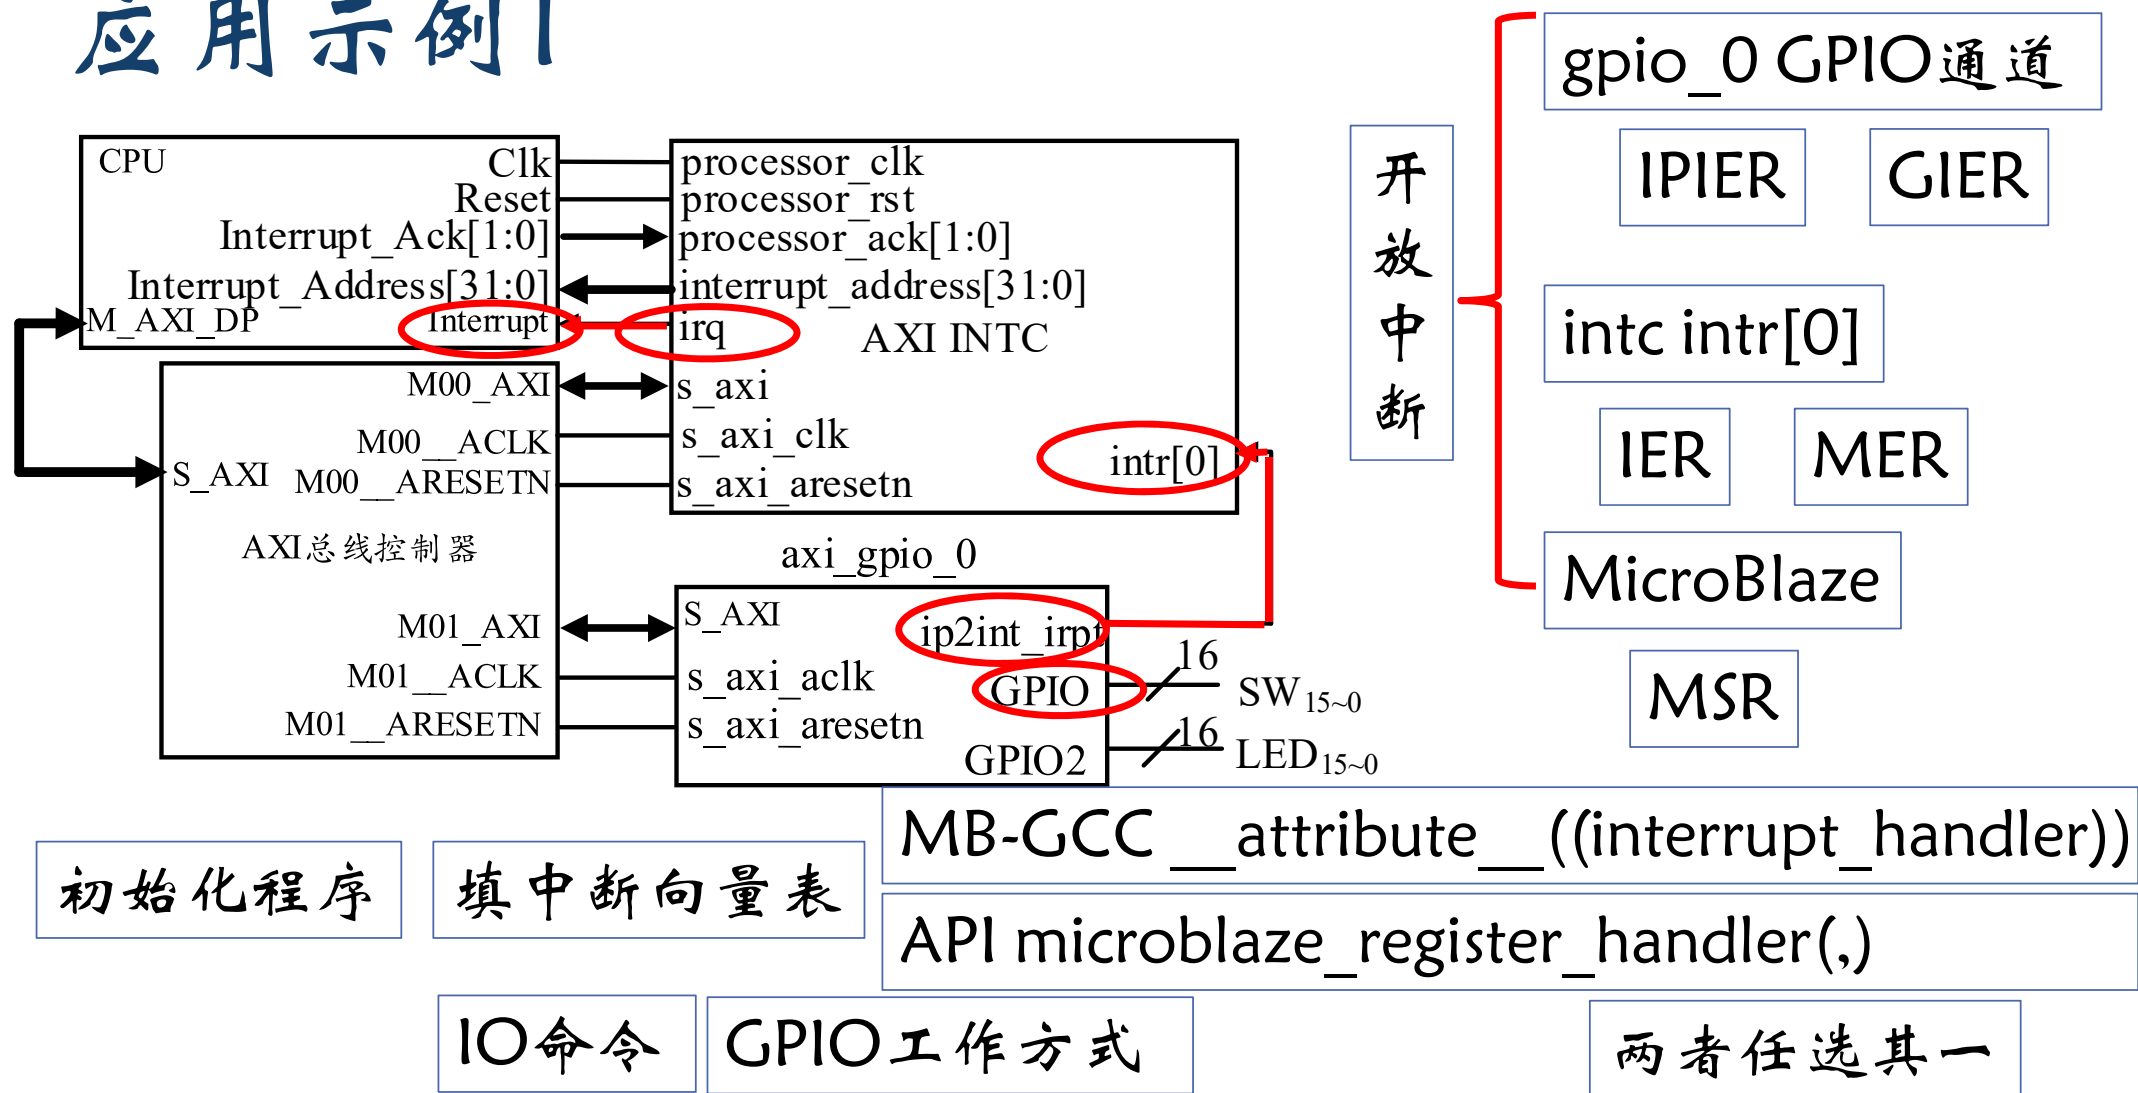 应用示例1
CPU
Clk
Reset
Interrupt_Ack[1:0]
Interrupt_Address[31:0]
M_AXI_DP
Interrupt
processor_clk
processor_rst
processor_ack[1:0]
interrupt_address[31:0]
irq
AXI INTC
s_axi
s_axi_clk
s_axi_aresetn
intr[0]
M00_AXI
M00__ACLK
S_AXI
M00__ARESETN
AXI总线控制器
M01_AXI
M01__ACLK
M01__ARESETN
axi_gpio_0
S_AXI
ip2int_irpt
s_axi_aclk
GPIO
s_axi_aresetn
GPIO2
16
SW15~0
16
LED15~0
开放中断
gpio_0 GPIO通道
IPIER
GIER
intc intr[0]
IER
MER
MicroBlaze
MSR
初始化程序
填中断向量表
MB-GCC __attribute__((interrupt_handler))
API microblaze_register_handler(,)
IO命令
GPIO工作方式
两者任选其一